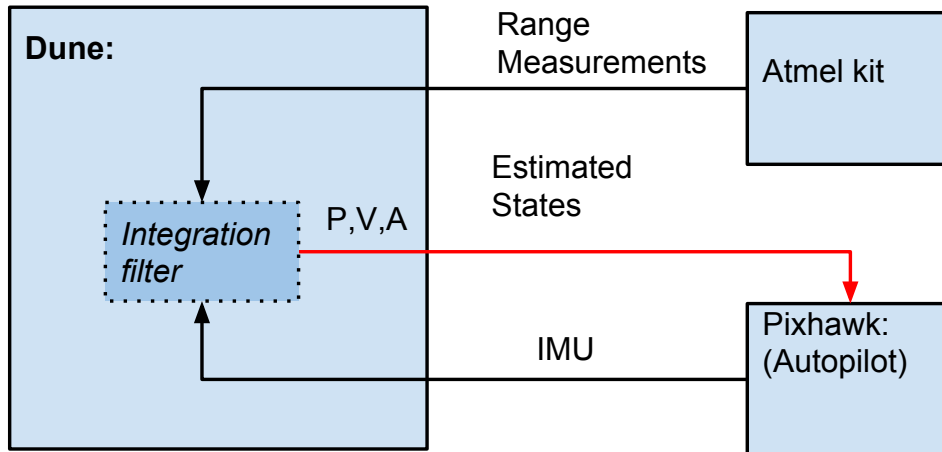 Dune:
Range
Measurements
Atmel kit
Estimated
States
P,V,A
Integration
filter
IMU
Pixhawk:
(Autopilot)